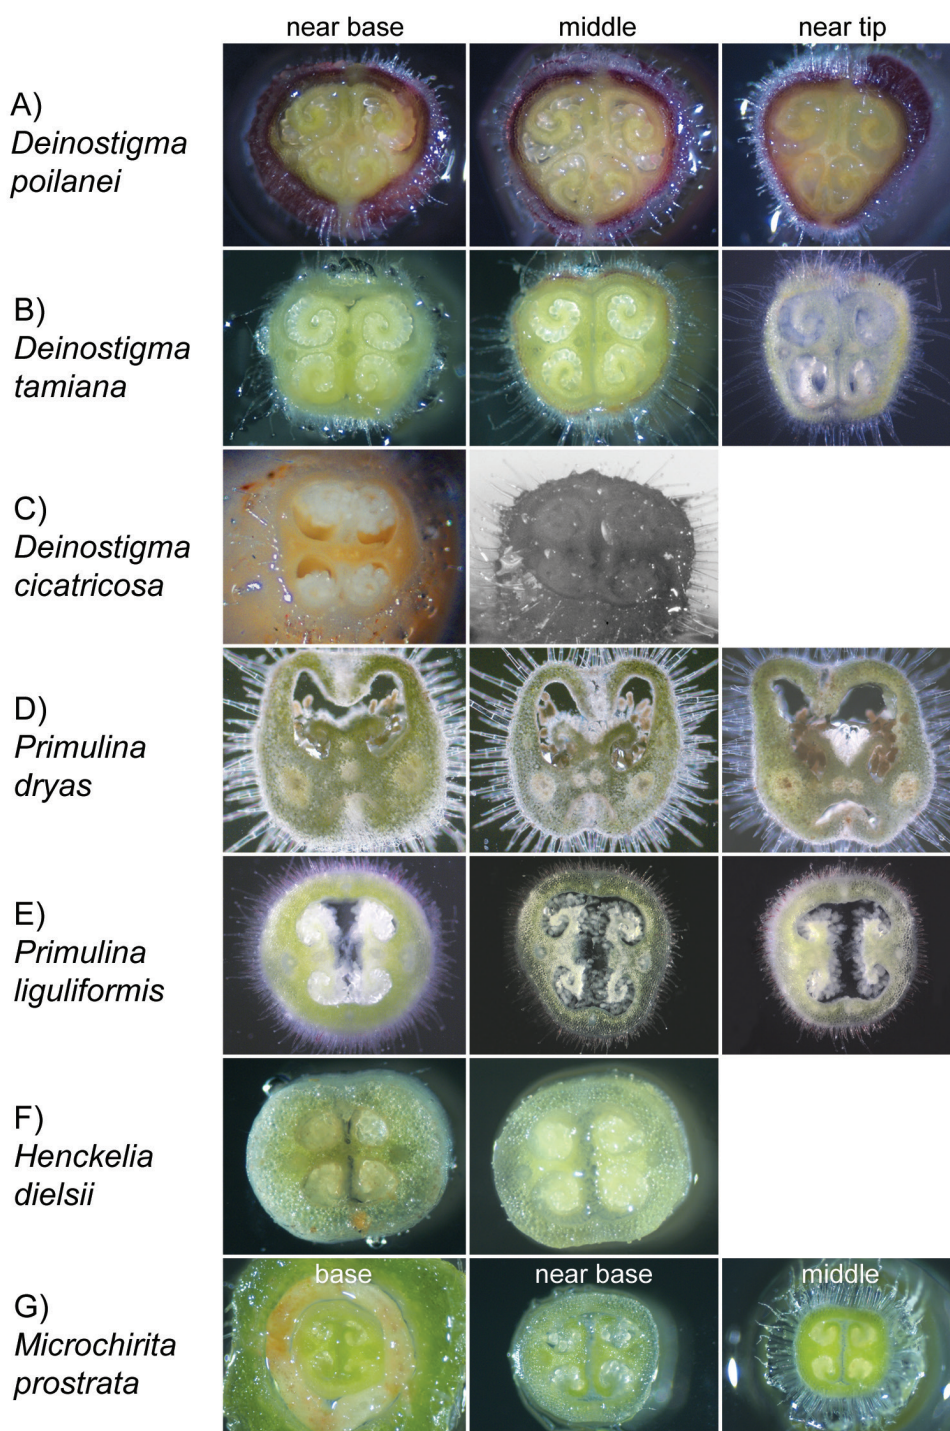 near base
middle
near tip
A)
Deinostigma
poilanei
B)
Deinostigma
tamiana
C)
Deinostigma
cicatricosa
D)
Primulina
dryas
E)
Primulina
liguliformis
F)
Henckelia
dielsii
G)
Microchirita
prostrata
base
near base
middle